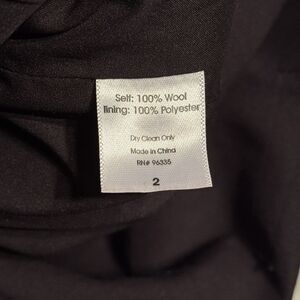 Self: 100% Wool
lining: 100% Polyester
Dry Clean Only
Made in China
RN# 96335
2